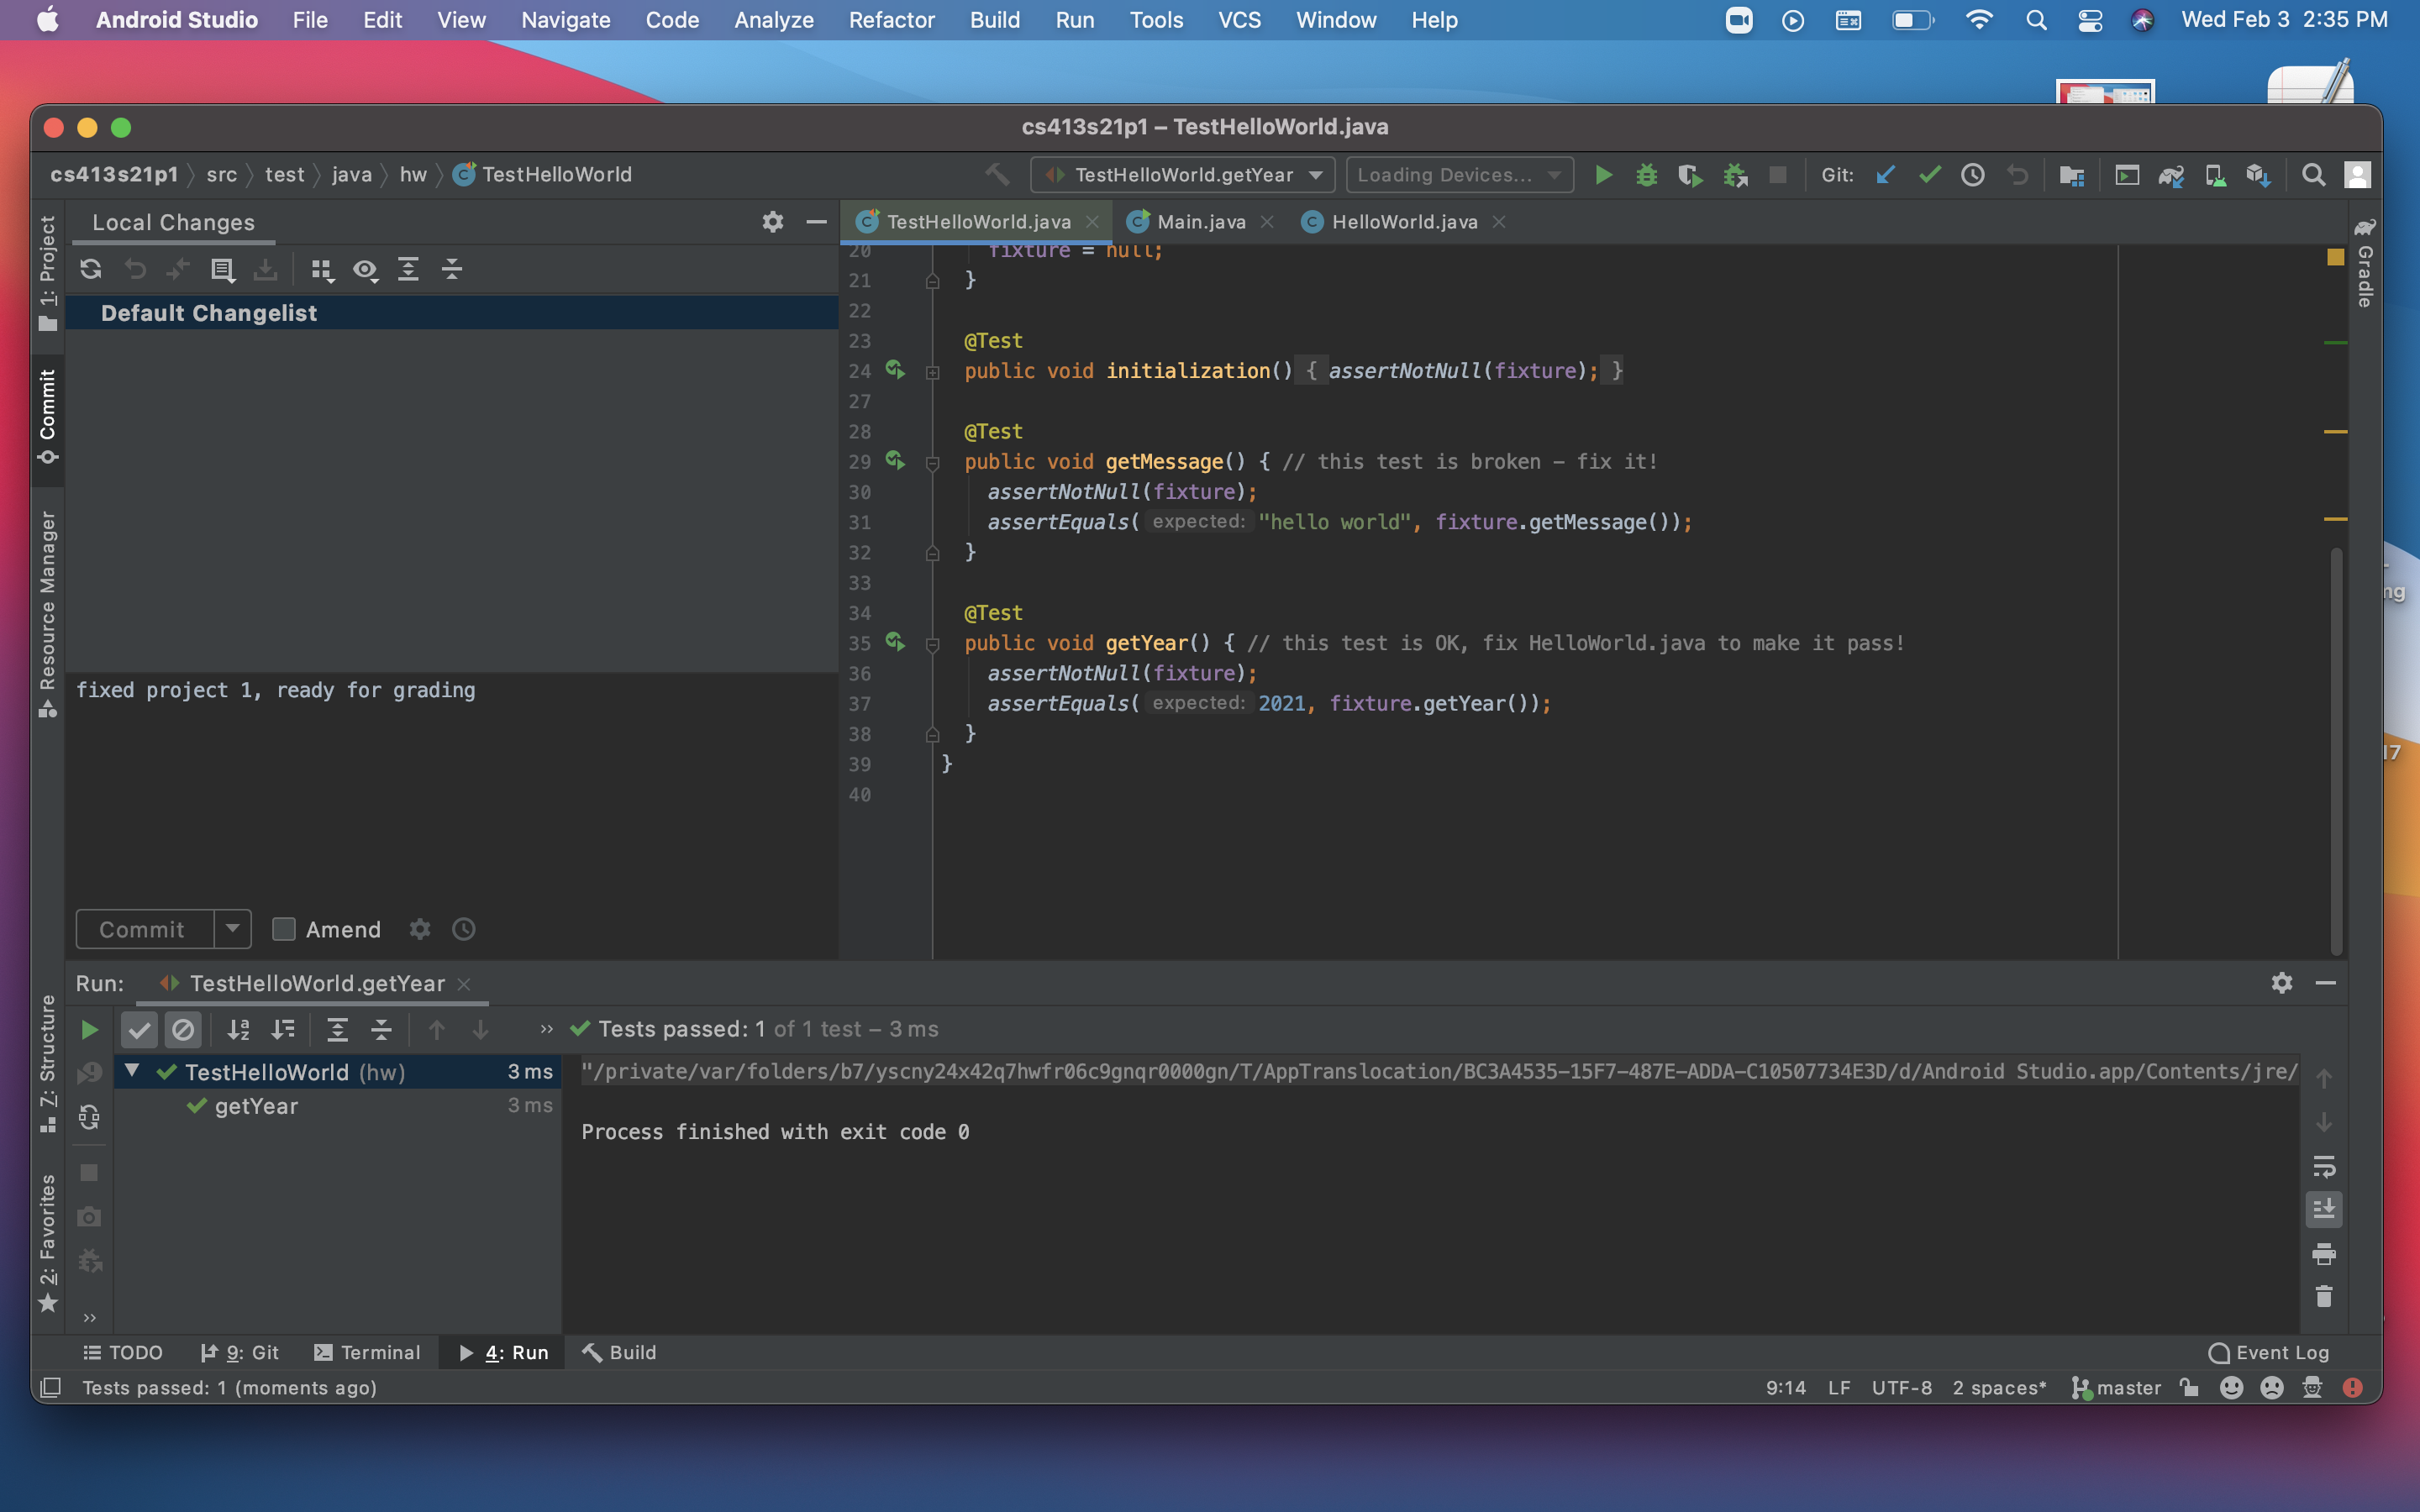 Android Studio File Edit View Navigate Code Analyze Refactor Build Run Tools VCS Window Help Wed Feb 3 2:35 PM
cs413s21p1 – TestHelloWorld.java
cs413s21p1 src test java hw TestHelloWorld TestHelloWorld.getYear Loading Devices... Git:
1: Project
Commit
Resource Manager
7: Structure
2: Favorites
Local Changes
Default Changelist
fixed project 1, ready for grading
Commit Amend
TestHelloWorld.java Main.java HelloWorld.java
20 fixture = null;
21 }
22
23 @Test
24 public void initialization() { assertNotNull(fixture); }
27
28 @Test
29 public void getMessage() { // this test is broken – fix it!
30 assertNotNull(fixture);
31 assertEquals( expected: "hello world", fixture.getMessage());
32 }
33
34 @Test
35 public void getYear() { // this test is OK, fix HelloWorld.java to make it pass!
36 assertNotNull(fixture);
37 assertEquals( expected: 2021, fixture.getYear());
38 }
39 }
40
Gradle
ng
17
Run: TestHelloWorld.getYear
Tests passed: 1 of 1 test – 3 ms
TestHelloWorld (hw) 3 ms
getYear 3 ms
"/private/var/folders/b7/yscny24x42q7hwfr06c9gnqr0000gn/T/AppTranslocation/BC3A4535-15F7-487E-ADDA-C10507734E3D/d/Android Studio.app/Contents/jre/
Process finished with exit code 0
TODO 9: Git Terminal 4: Run Build Event Log
Tests passed: 1 (moments ago) 9:14 LF UTF-8 2 spaces* master